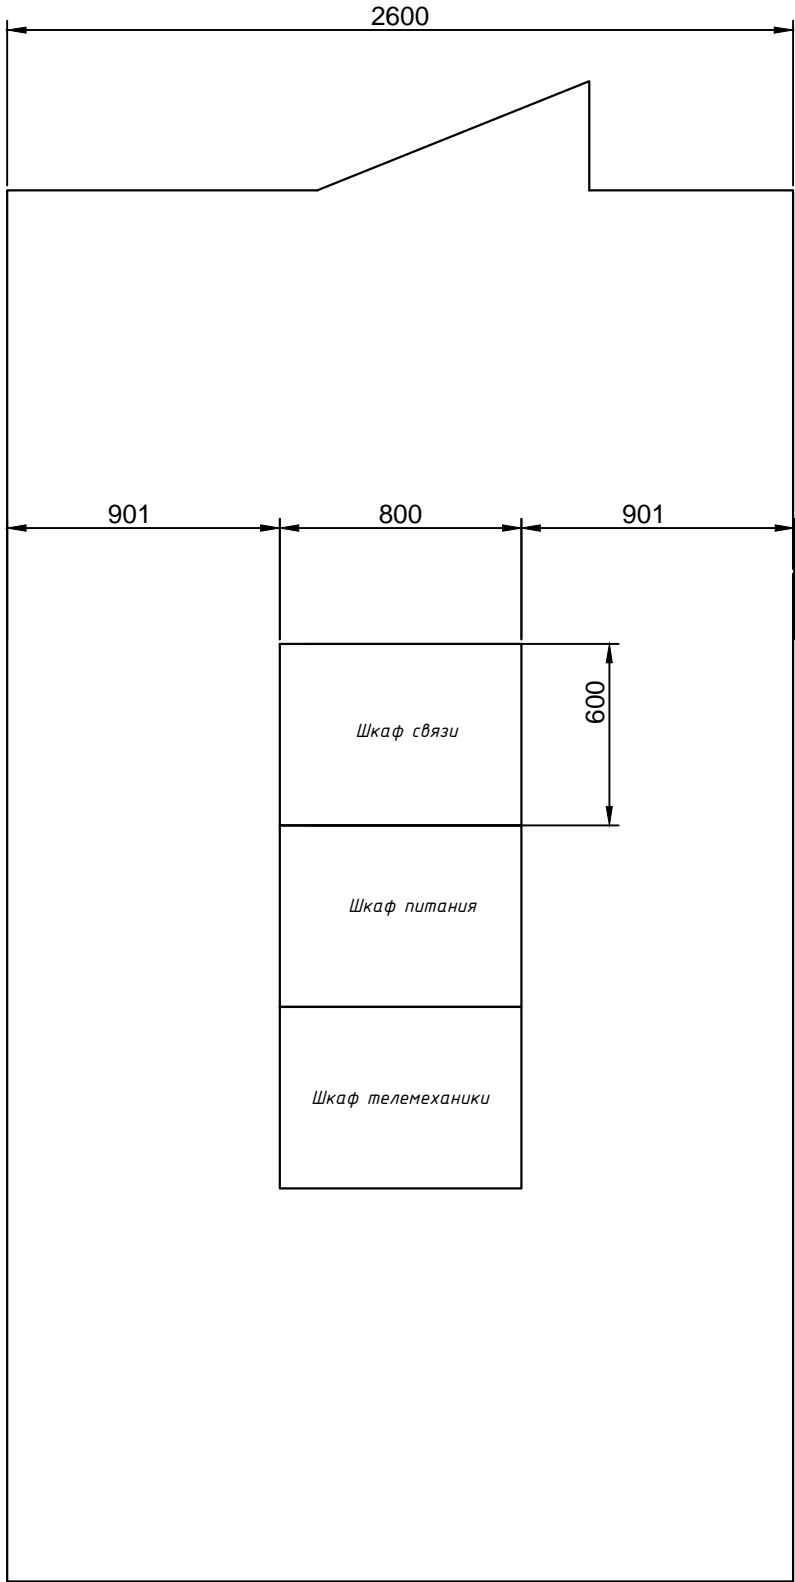 2600
901 800 901
600
Шкаф связи
Шкаф питания
Шкаф телемеханики